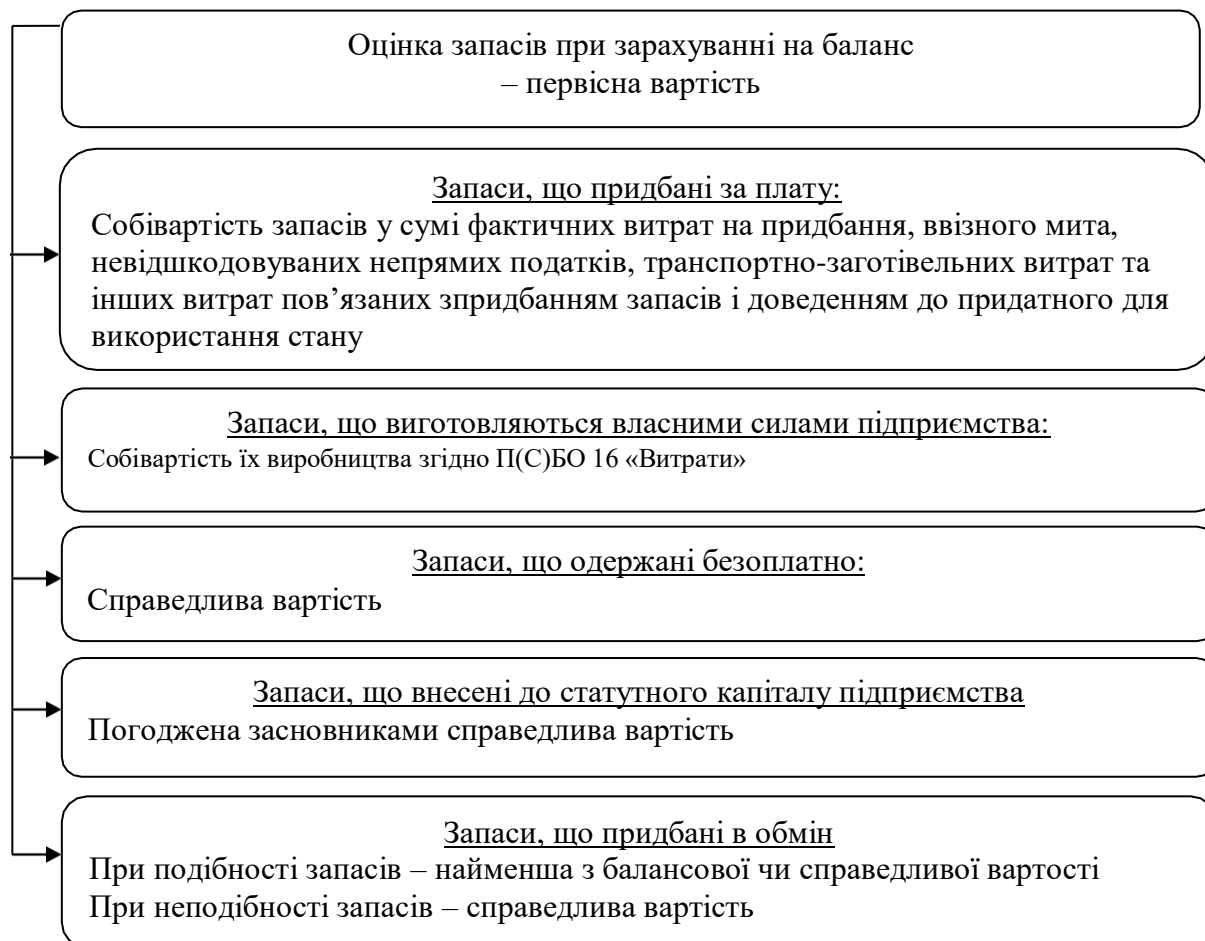 Оцінка запасів при зарахуванні на баланс
– первісна вартість
Запаси, що придбані за плату:
Собівартість запасів у сумі фактичних витрат на придбання, ввізного мита,
невідшкодовуваних непрямих податків, транспортно-заготівельних витрат та
інших витрат пов’язаних зпридбанням запасів і доведенням до придатного для
використання стану
Запаси, що виготовляються власними силами підприємства:
Собівартість їх виробництва згідно П(С)БО 16 «Витрати»
Запаси, що одержані безоплатно:
Справедлива вартість
Запаси, що внесені до статутного капіталу підприємства
Погоджена засновниками справедлива вартість
Запаси, що придбані в обмін
При подібності запасів – найменша з балансової чи справедливої вартості
При неподібності запасів – справедлива вартість